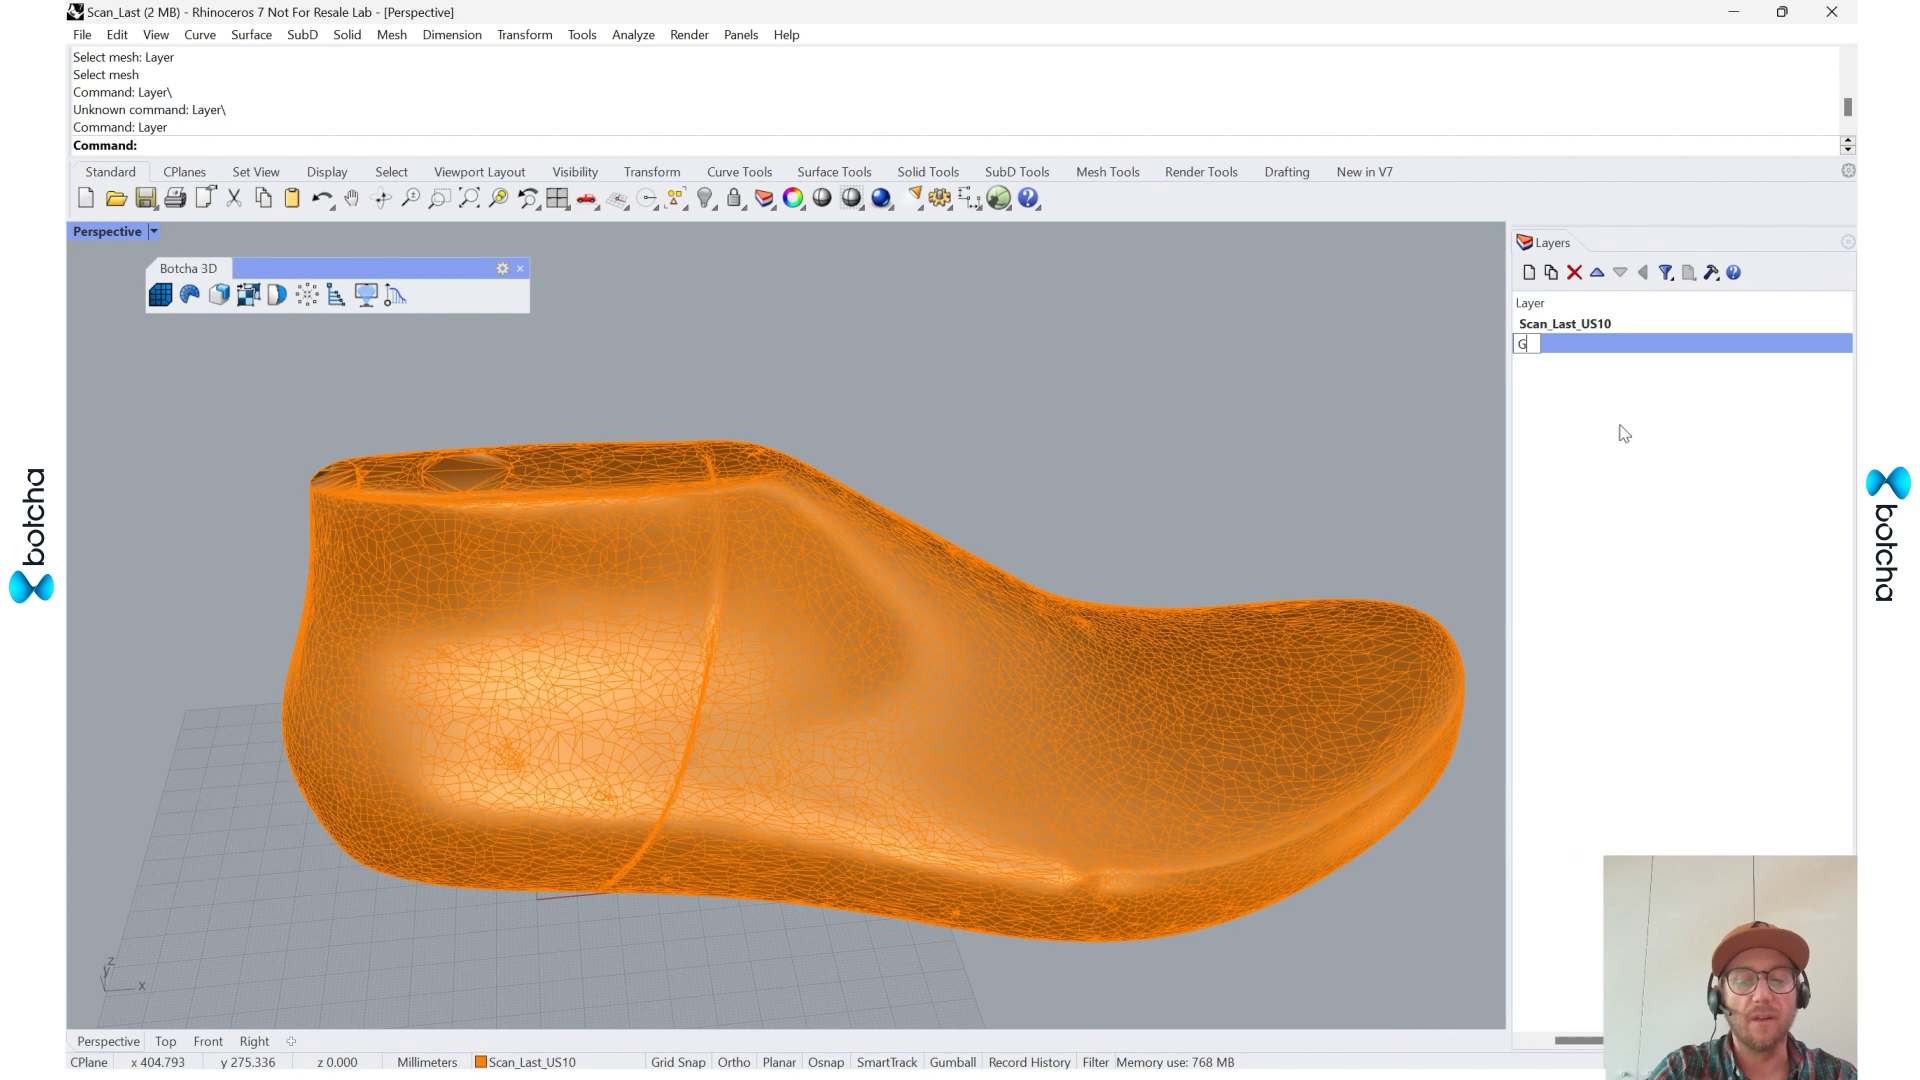 Scan_Last (2 MB) - Rhinoceros 7 Not For Resale Lab - [Perspective]
File Edit View Curve Surface SubD Solid Mesh Dimension Transform Tools Analyze Render Panels Help
Select mesh: Layer
Select mesh
Command: Layer\
Unknown command: Layer\
Command: Layer
Command:
Standard CPlanes Set View Display Select Viewport Layout Visibility Transform Curve Tools Surface Tools Solid Tools SubD Tools Mesh Tools Render Tools Drafting New in V7
Perspective
Botcha 3D
Layers
Layer
Scan_Last_US10
G
botcha
botcha
z
y
x
Perspective Top Front Right
CPlane x 404.793 y 275.336 z 0.000 Millimeters Scan_Last_US10 Grid Snap Ortho Planar Osnap SmartTrack Gumball Record History Filter Memory use: 768 MB